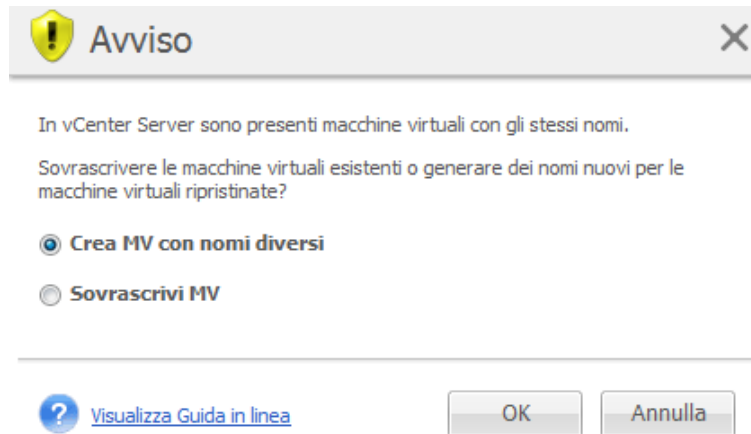 Avviso
In vCenter Server sono presenti macchine virtuali con gli stessi nomi.
Sovrascrivere le macchine virtuali esistenti o generare dei nomi nuovi per le
macchine virtuali ripristinate?
Crea MV con nomi diversi
Sovrascrivi MV
Visualizza Guida in linea
OK
Annulla